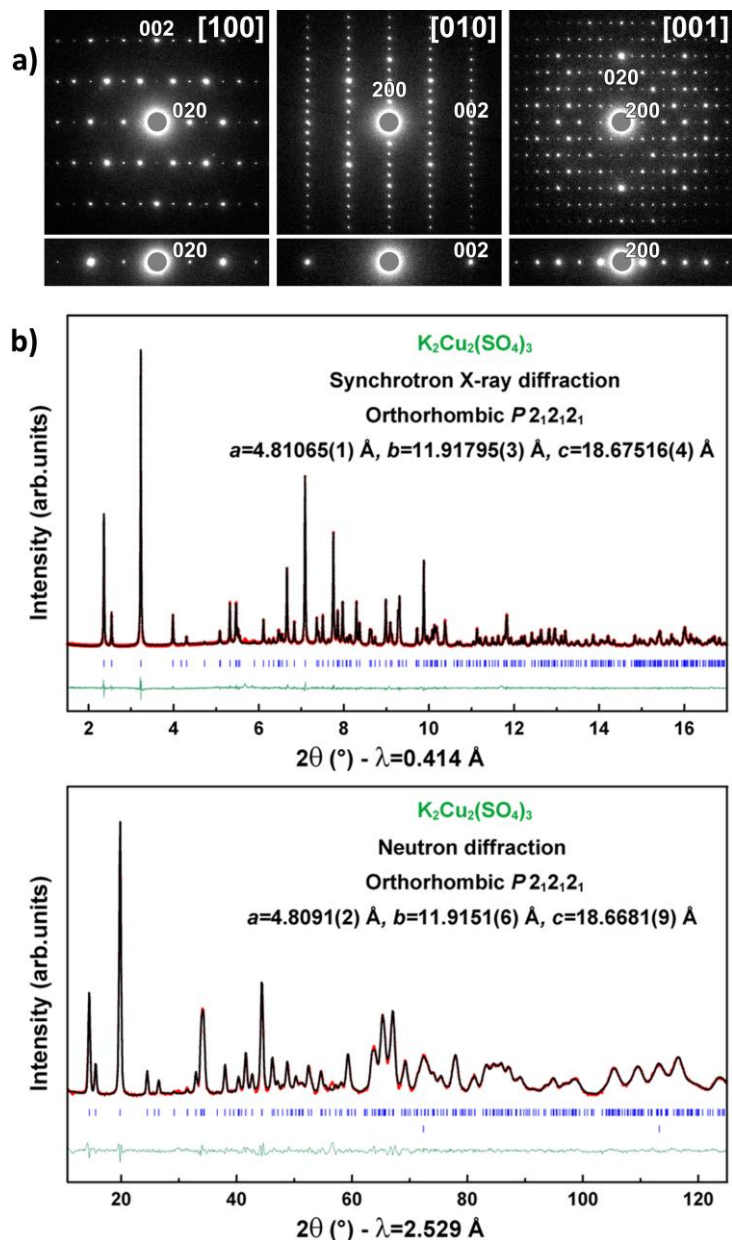 a)
[100]
002
020
[010]
200
002
[001]
020
200
020
002
200
b)
K₂Cu₂(SO₄)₃
Synchrotron X-ray diffraction
Orthorhombic P 2₁2₁2₁
a=4.81065(1) Å, b=11.91795(3) Å, c=18.67516(4) Å
Intensity (arb.units)
2 4 6 8 10 12 14 16
2θ (°) - λ=0.414 Å
K₂Cu₂(SO₄)₃
Neutron diffraction
Orthorhombic P 2₁2₁2₁
a=4.8091(2) Å, b=11.9151(6) Å, c=18.6681(9) Å
Intensity (arb.units)
20 40 60 80 100 120
2θ (°) - λ=2.529 Å